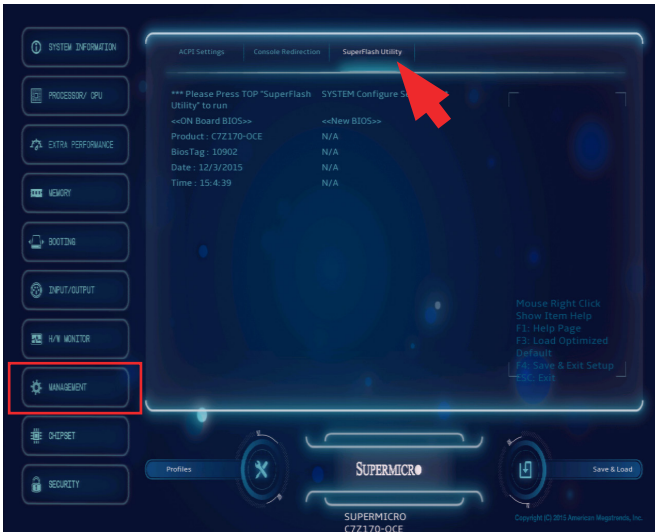 SYSTEM INFORMATION
PROCESSOR/ CPU
EXTRA PERFORMANCE
MEMORY
BOOTING
INPUT/OUTPUT
H/W MONITOR
MANAGEMENT
CHIPSET
SECURITY
ACPI Settings
Console Redirection
SuperFlash Utility
*** Please Press TOP "SuperFlash
Utility" to run
SYSTEM Configure
<<ON Board BIOS>>
<<New BIOS>>
Product : C7Z170-OCE
N/A
BiosTag : 10902
N/A
Date : 12/3/2015
N/A
Time : 15:4:39
N/A
Mouse Right Click
Show Item Help
F1: Help Page
F3: Load Optimized
Default
F4: Save & Exit Setup
ESC: Exit
Profiles
SUPERMICR
Save & Load
SUPERMICRO
C7Z170-OCE
Copyright (C) 2015 American Megatrends, Inc.